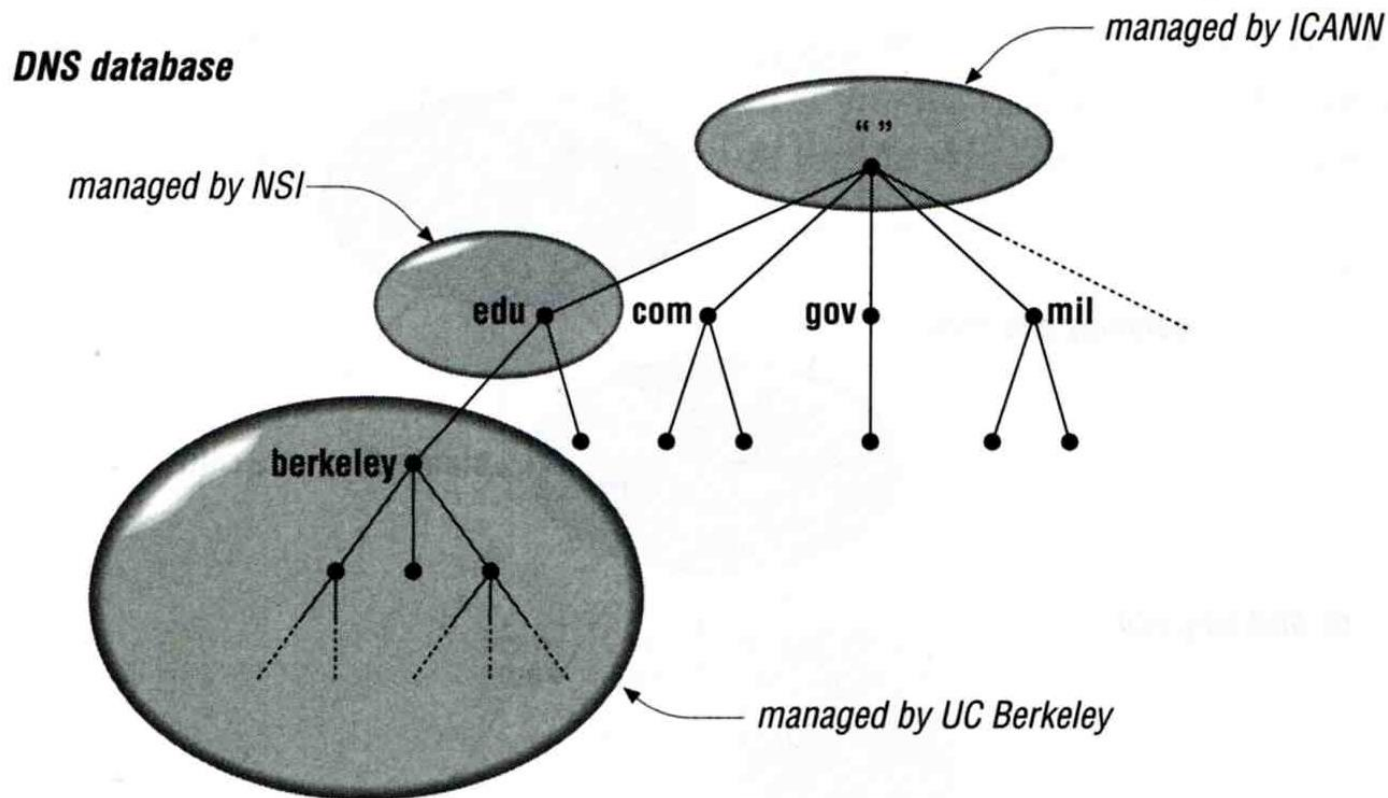 managed by ICANN
DNS database
“ ”
managed by NSI
edu
com
gov
mil
berkeley
managed by UC Berkeley